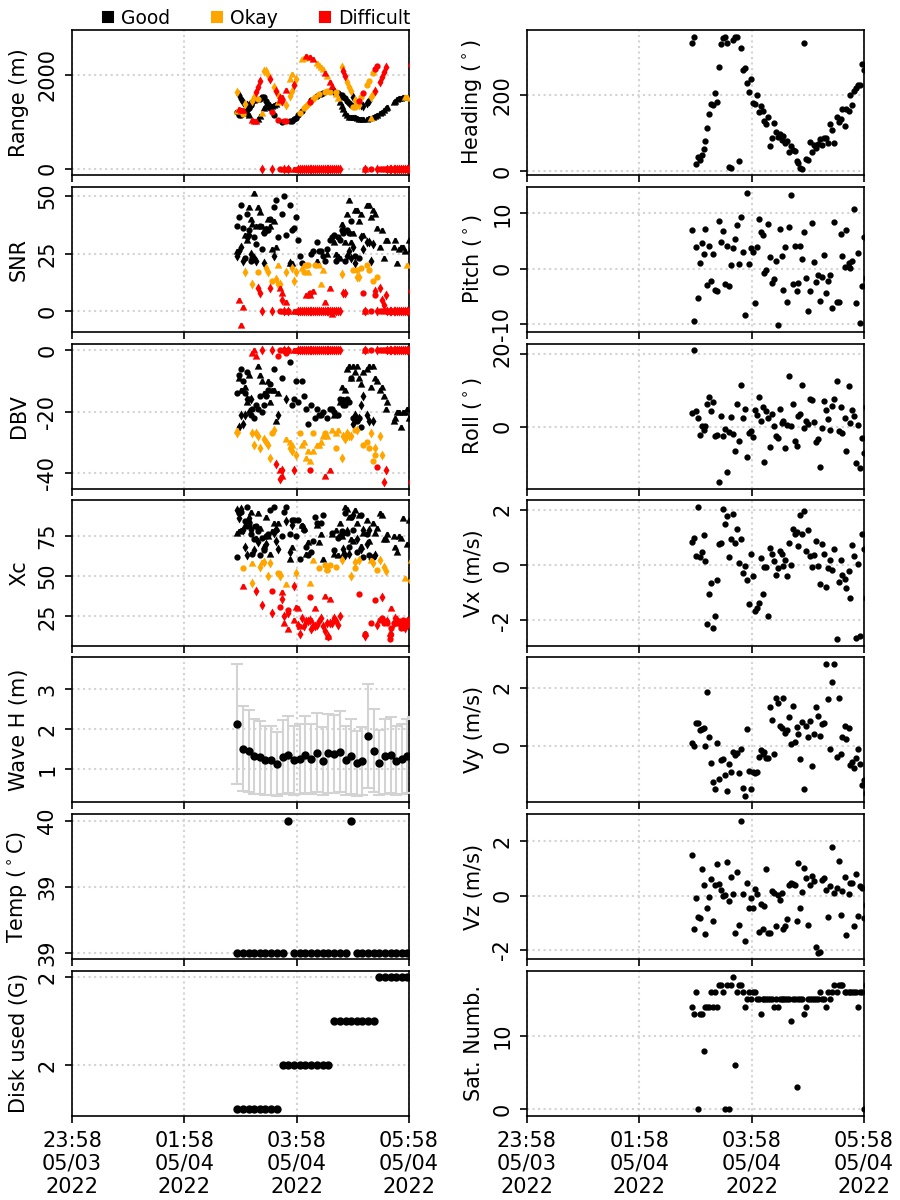 Good Okay Difficult
Range (m)
2000
0
Heading (°)
200
0
SNR
50
25
0
Pitch (°)
10
0
-10
DBV
0
-20
-40
Roll (°)
20
0
Xc
75
50
25
Vx (m/s)
2
0
-2
Wave H (m)
3
2
1
Vy (m/s)
2
0
Temp (°C)
40
39
39
Vz (m/s)
2
0
-2
Disk used (G)
2
2
Sat. Numb.
10
0
23:58 01:58 03:58 05:58
05/03 05/04 05/04 05/04
2022 2022 2022 2022
23:58 01:58 03:58 05:58
05/03 05/04 05/04 05/04
2022 2022 2022 2022